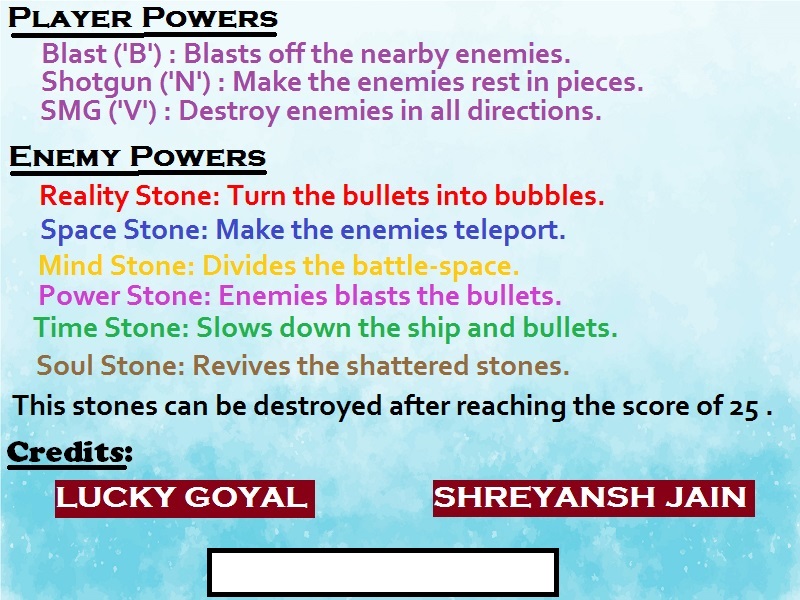 Player Powers
Blast ('B') : Blasts off the nearby enemies.
Shotgun ('N') : Make the enemies rest in pieces.
SMG ('V') : Destroy enemies in all directions.
Enemy Powers
Reality Stone: Turn the bullets into bubbles.
Space Stone: Make the enemies teleport.
Mind Stone: Divides the battle-space.
Power Stone: Enemies blasts the bullets.
Time Stone: Slows down the ship and bullets.
Soul Stone: Revives the shattered stones.
This stones can be destroyed after reaching the score of 25 .
Credits:
LUCKY GOYAL SHREYANSH JAIN